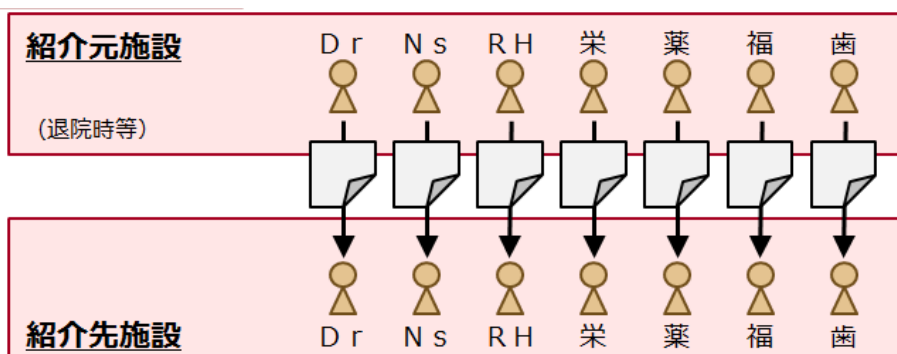 紹介元施設 Dr Ns RH 栄 薬 福 歯
(退院時等)
紹介先施設 Dr Ns RH 栄 薬 福 歯